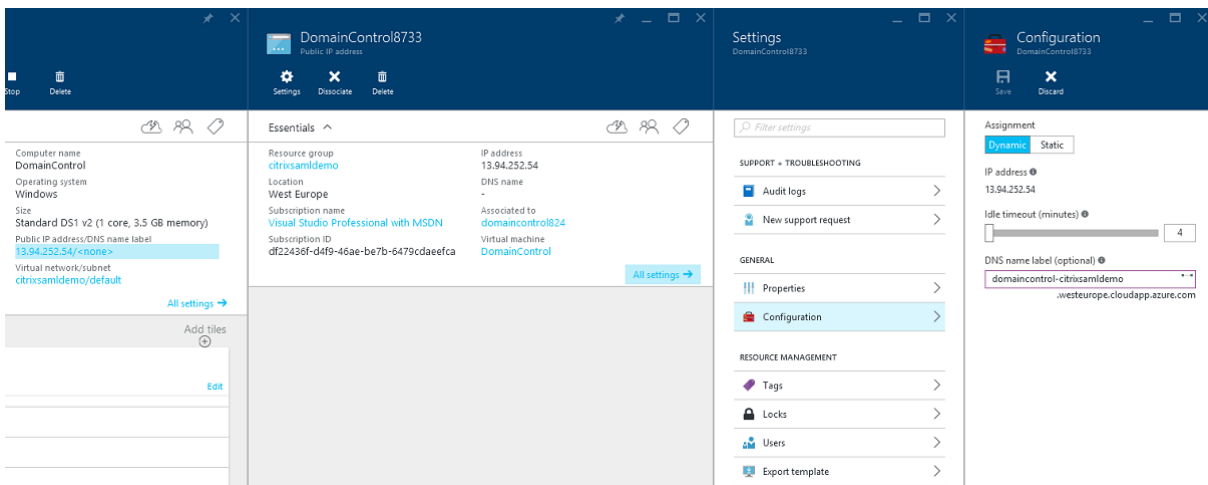 Stop
Delete
Computer name
DomainControl
Operating system
Windows
Size
Standard DS1 v2 (1 core, 3.5 GB memory)
Public IP address/DNS name label
13.94.252.54/<none>
Virtual network/subnet
citrixsamldemo/default
All settings →
Add tiles
Edit
DomainControl8733
Public IP address
Settings
Dissociate
Delete
Essentials
Resource group
citrixsamldemo
Location
West Europe
Subscription name
Visual Studio Professional with MSDN
Subscription ID
df22436f-d4f9-46ae-be7b-6479cdaeefca
IP address
13.94.252.54
DNS name
-
Associated to
domaincontrol824
Virtual machine
DomainControl
All settings →
Settings
DomainControl8733
Filter settings
SUPPORT + TROUBLESHOOTING
Audit logs
New support request
GENERAL
Properties
Configuration
RESOURCE MANAGEMENT
Tags
Locks
Users
Export template
Configuration
DomainControl8733
Save
Discard
Assignment
Dynamic
Static
IP address
13.94.252.54
Idle timeout (minutes)
4
DNS name label (optional)
domaincontrol-citrixsamldemo
.westeurope.cloudapp.azure.com